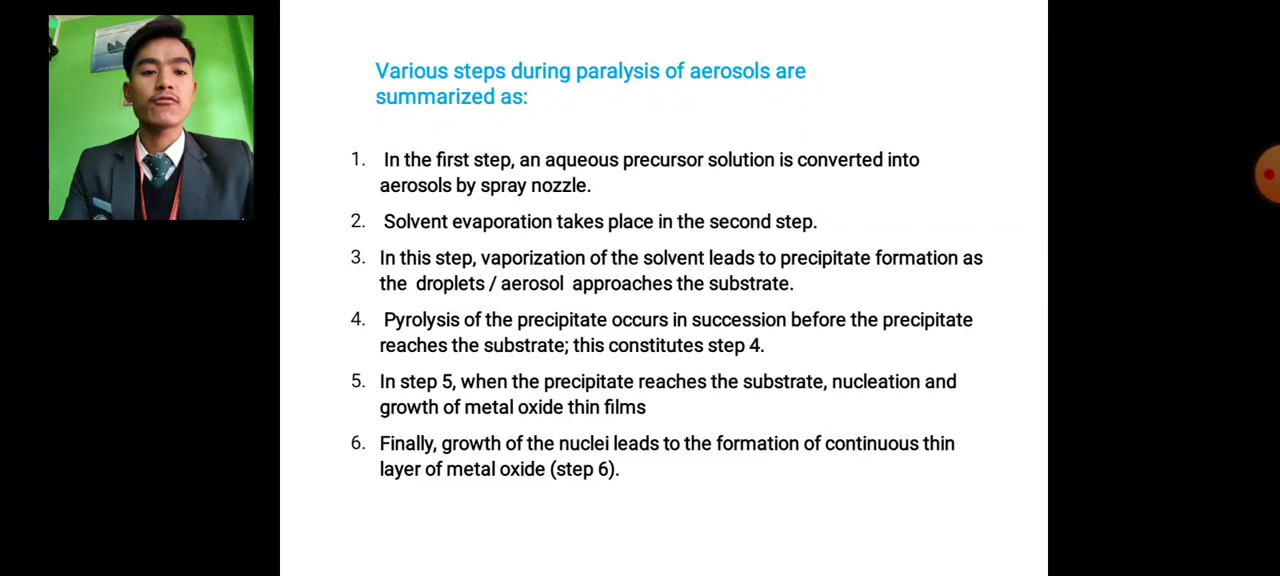 Various steps during paralysis of aerosols are
summarized as:
1. In the first step, an aqueous precursor solution is converted into
aerosols by spray nozzle.
2. Solvent evaporation takes place in the second step.
3. In this step, vaporization of the solvent leads to precipitate formation as
the droplets / aerosol approaches the substrate.
4. Pyrolysis of the precipitate occurs in succession before the precipitate
reaches the substrate; this constitutes step 4.
5. In step 5, when the precipitate reaches the substrate, nucleation and
growth of metal oxide thin films
6. Finally, growth of the nuclei leads to the formation of continuous thin
layer of metal oxide (step 6).